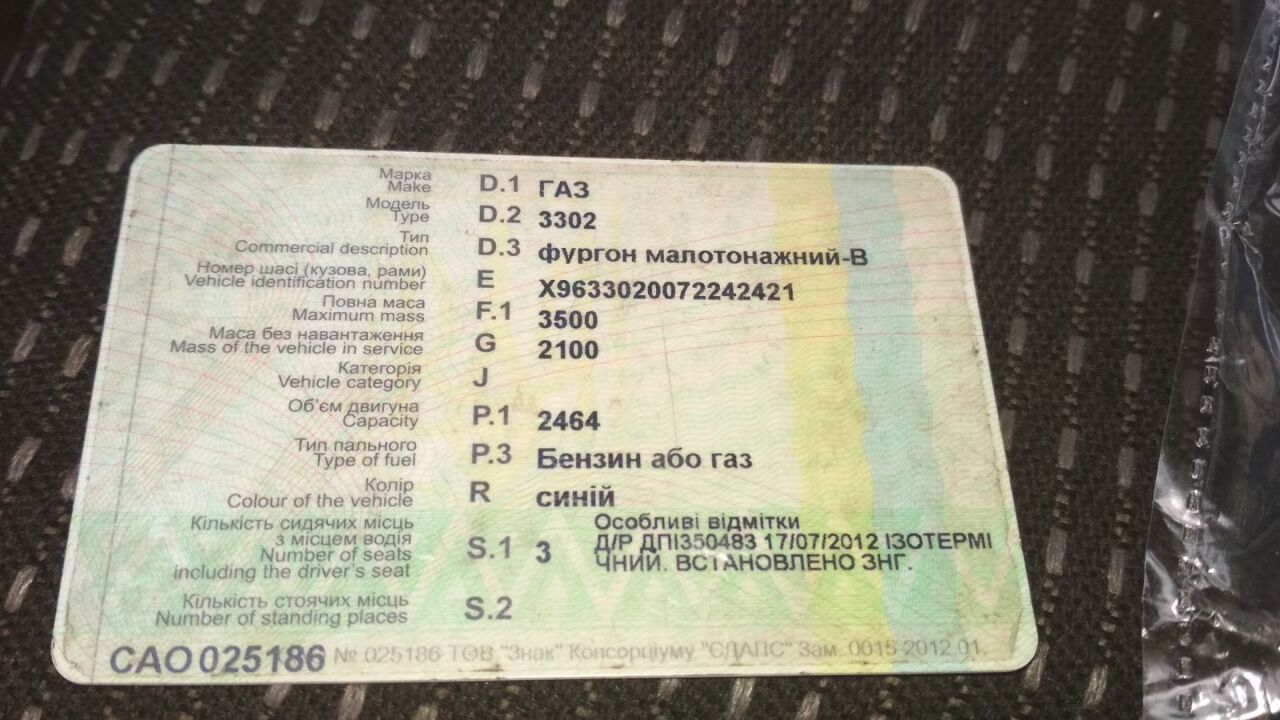 Марка
Make D.1 ГАЗ
Модель
Type D.2 3302
Тип
Commercial description D.3 фургон малотонажний-В
Номер шасі (кузова, рами)
Vehicle identification number E X9633020072242421
Повна маса
Maximum mass F.1 3500
Маса без навантаження
Mass of the vehicle in service G 2100
Категорія
Vehicle category J
Об'єм двигуна
Capacity P.1 2464
Тип пального
Type of fuel P.3 Бензин або газ
Колір
Colour of the vehicle R синій
Кількість сидячих місць
з місцем водія
Number of seats
including the driver's seat S.1 3
Особливі відмітки
Д/Р ДПІ350483 17/07/2012 ІЗОТЕРМІ
ЧНИЙ. ВСТАНОВЛЕНО ЗНГ.
Кількість стоячих місць
Number of standing places S.2
САО 025186 № 025186 ТОВ "Знак" Консорціуму "ЄДАПС" Зам. 0015 2012.01.